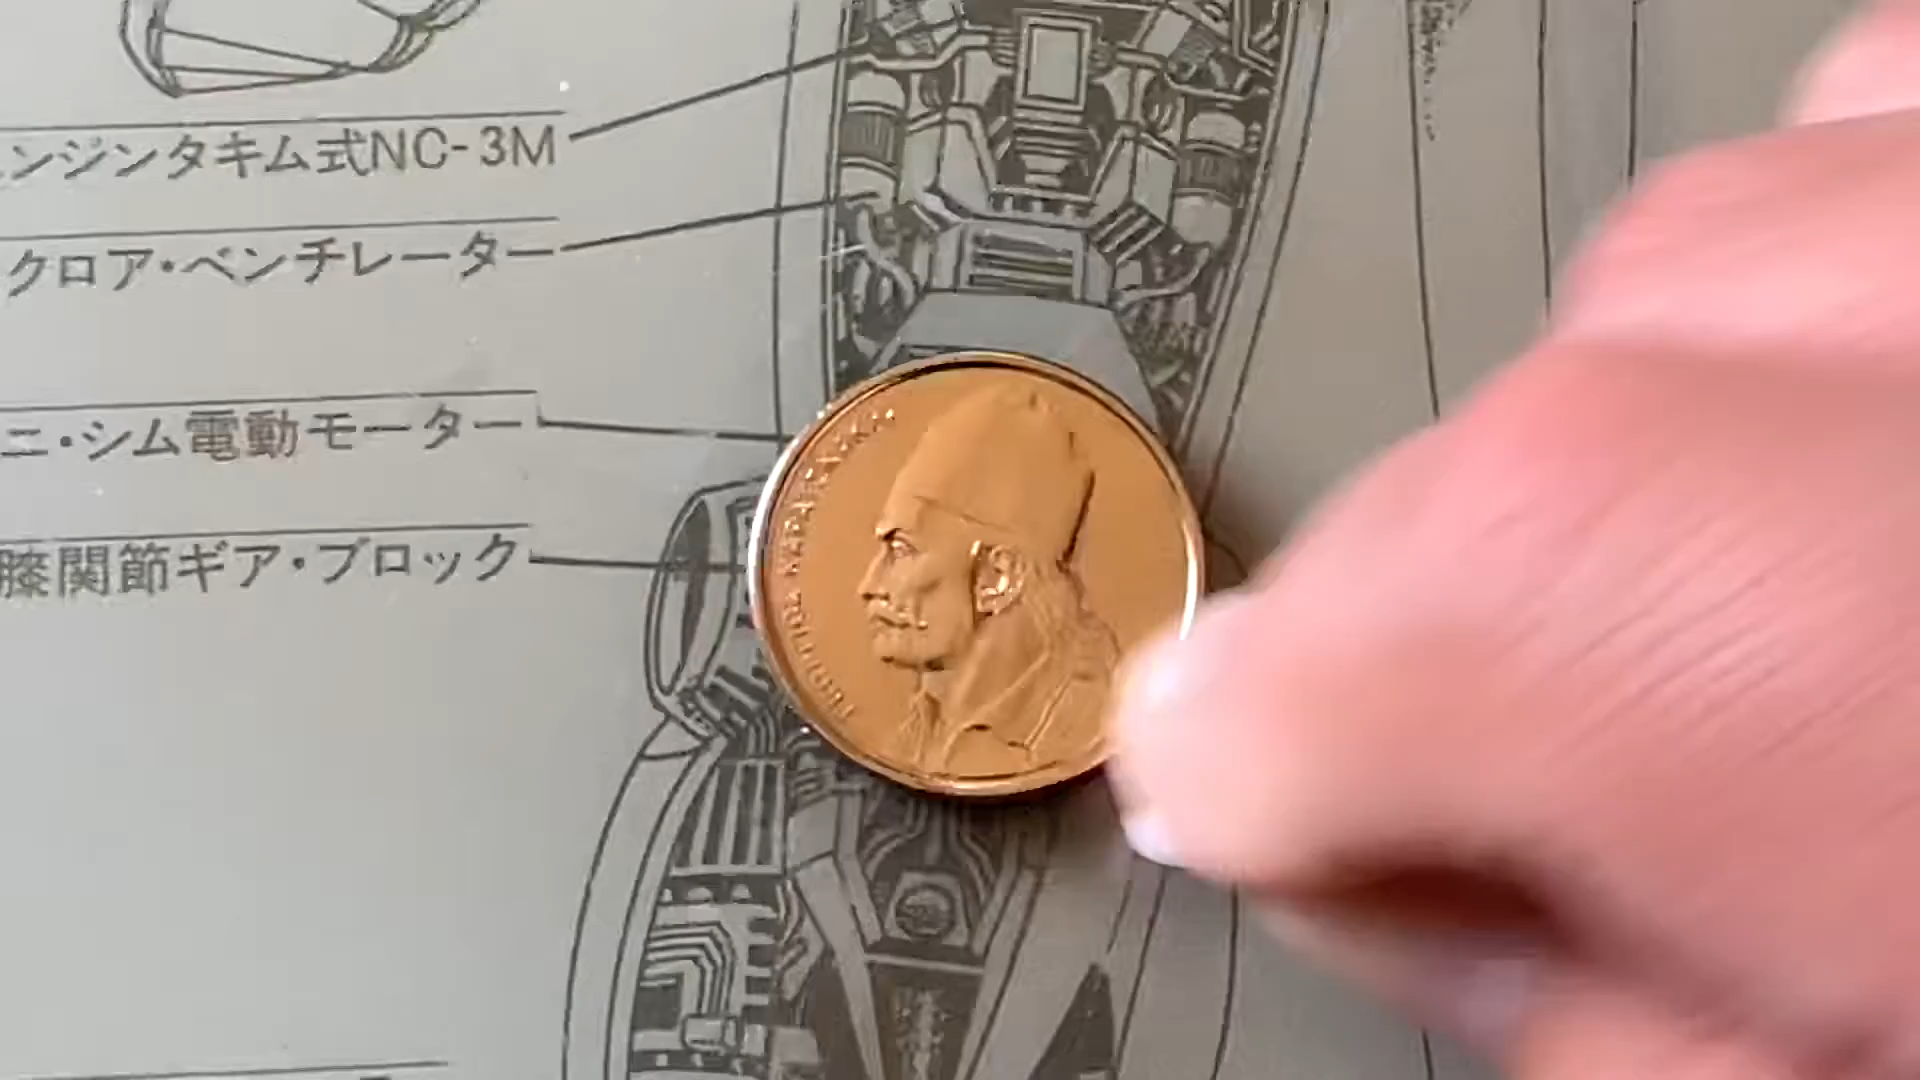 ンジンタキム式NC-3M
クロア・ベンチレーター
ニ・シム電動モーター
膝関節ギア・ブロック